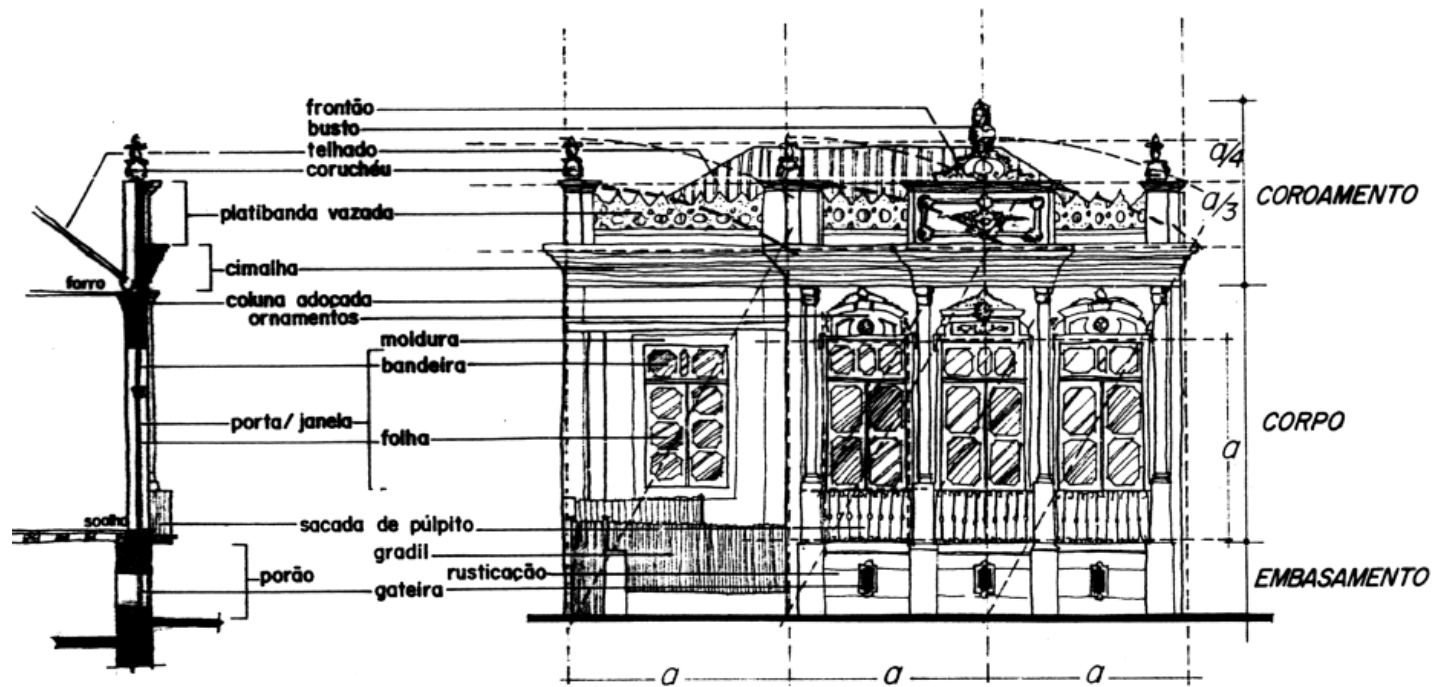 frontão
busto
telhado
coruchéu
a/4
COROAMENTO
a/3
platibanda vazada
cimalha
forro
coluna adoçada
ornamentos
moldura
bandeira
porta/janela
folha
CORPO
a
soalho
sacada de púlpito
gradil
rusticação
porão
gateira
EMBASAMENTO
a
a
a